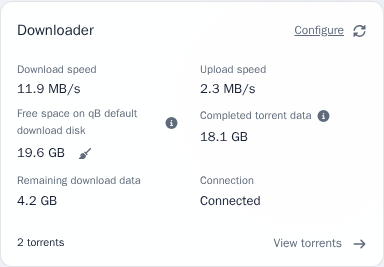 Downloader
Configure
Download speed
11.9 MB/s
Upload speed
2.3 MB/s
Free space on qB default
download disk
19.6 GB
Completed torrent data
18.1 GB
Remaining download data
4.2 GB
Connection
Connected
2 torrents
View torrents